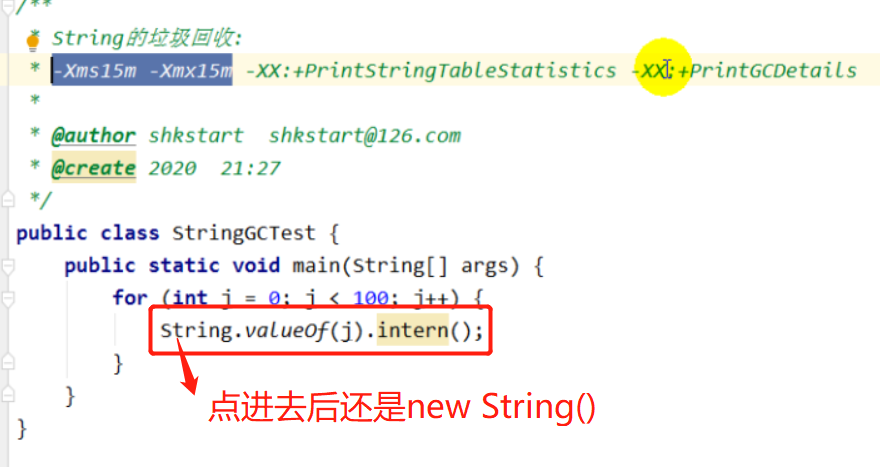 /**
* String的垃圾回收:
* -Xms15m -Xmx15m -XX:+PrintStringTableStatistics -XX:+PrintGCDetails
*
* @author shkstart  shkstart@126.com
* @create 2020  21:27
*/
public class StringGCTest {
public static void main(String[] args) {
for (int j = 0; j < 100; j++) {
String.valueOf(j).intern();
}
点进去后还是new String()
}
}